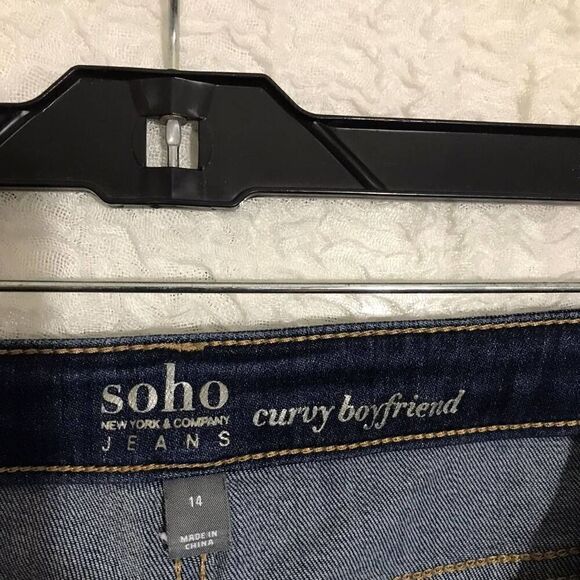 soho
NEW YORK & COMPANY
JEANS
curvy boyfriend
14
MADE IN
CHINA